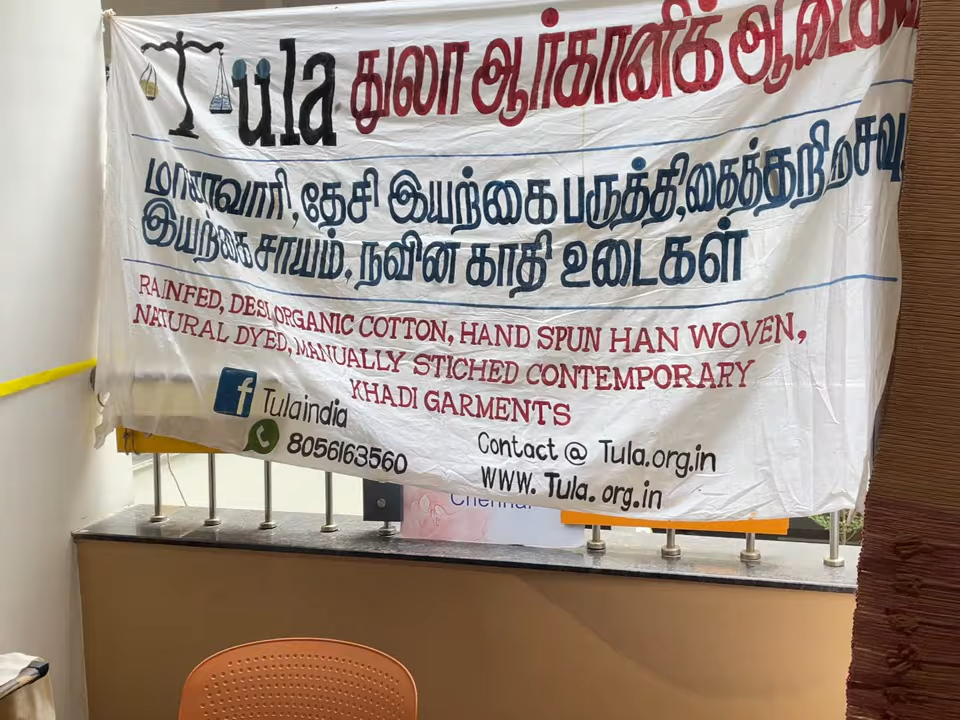 Tula துலா ஆர்கானிக் ஆடை
மானாவாரி, தேசி இயற்கை பருத்தி, கைத்தறி நெசவு,
இயற்கை சாயம், நவின காதி உடைகள்
RAINFED, DESI, ORGANIC COTTON, HAND SPUN HAN WOVEN,
NATURAL DYED, MANUALLY STICHED CONTEMPORARY
KHADI GARMENTS
f Tulaindia
8056163560
Contact @ Tula.org.in
WWW. Tula. org.in
Chennai